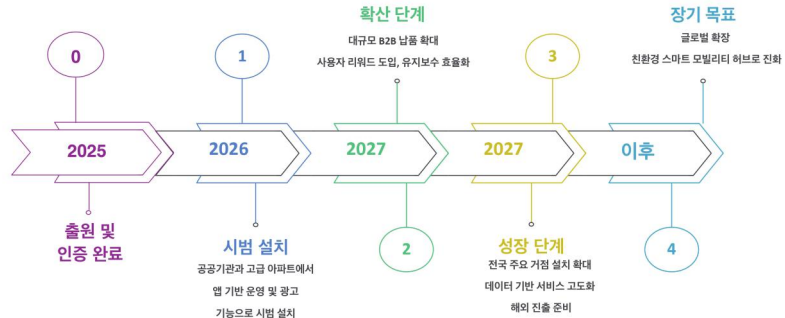 0
2025
출원 및
인증 완료
1
2026
시범 설치
공공기관과 고급 아파트에서
앱 기반 운영 및 광고
기능으로 시범 설치
확산 단계
대규모 B2B 납품 확대
사용자 리워드 도입, 유지보수 효율화
2027
2
3
2027
성장 단계
전국 주요 거점 설치 확대
데이터 기반 서비스 고도화
해외 진출 준비
장기 목표
글로벌 확장
친환경 스마트 모빌리티 허브로 진화
이후
4